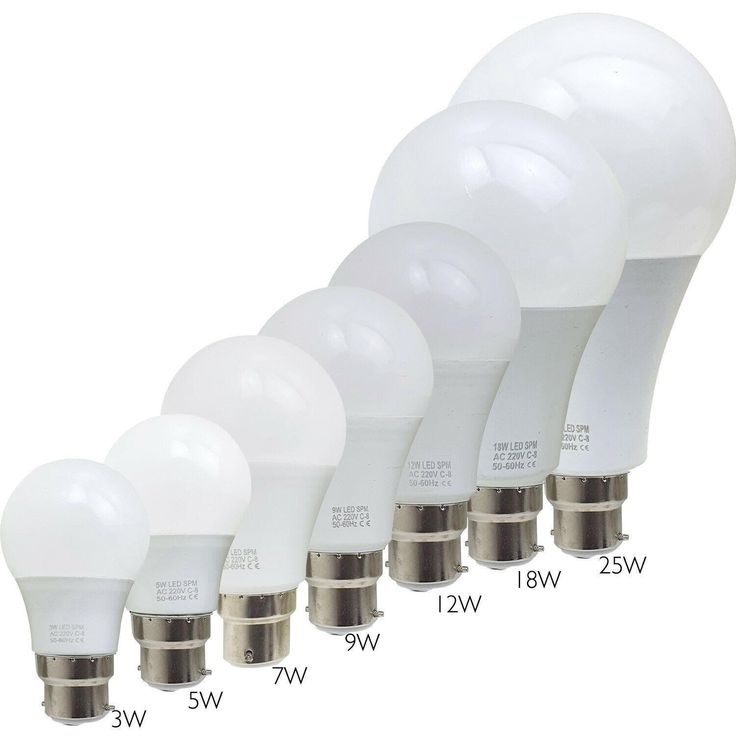 3W LED SPM
AC 220V C-8
50-60Hz CE
3W
5W LED SPM
AC 220V C-8
50-60Hz CE
5W
LED SPM
AC 220V C-8
50-60Hz CE
7W
9W LED SPM
AC 220V C-8
50-60Hz CE
9W
12W LED SPM
AC 220V C-8
50-60Hz CE
12W
18W LED SPM
AC 220V C-8
50-60Hz CE
18W
LED SPM
220V C-8
CE
25W